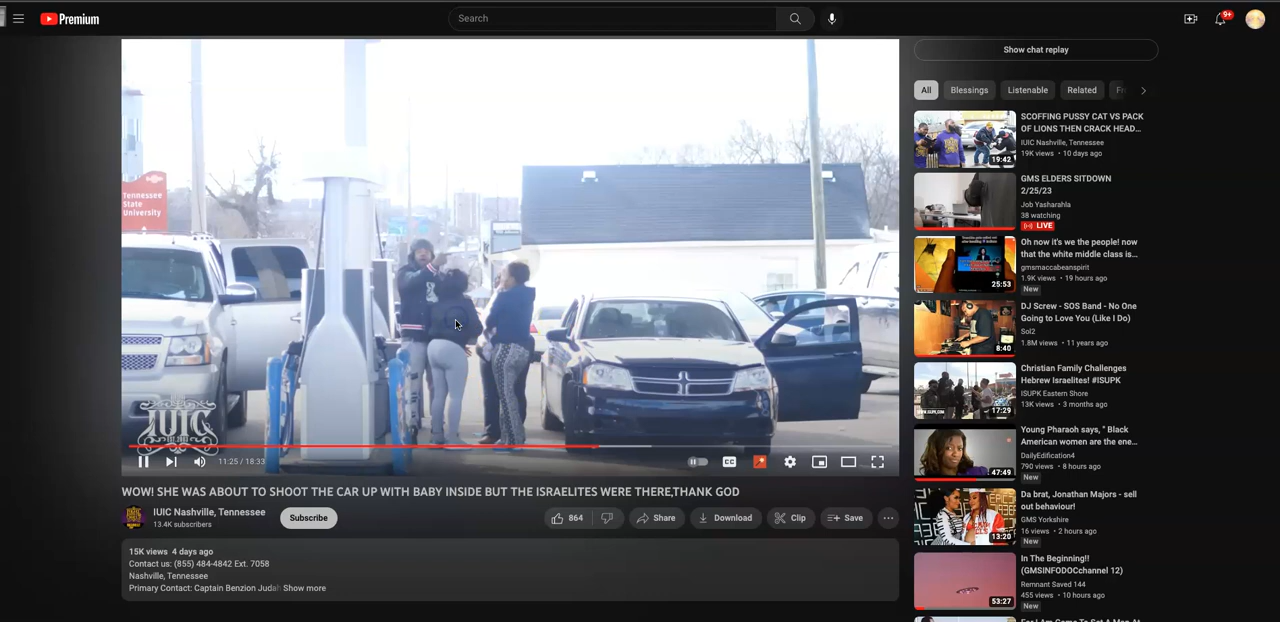 Premium
Search
9+
Tennessee
State
University
IUIC
11:25 / 18:33
CC
WOW! SHE WAS ABOUT TO SHOOT THE CAR UP WITH BABY INSIDE BUT THE ISRAELITES WERE THERE,THANK GOD
IUIC Nashville, Tennessee
13.4K subscribers
Subscribe
864
Share
Download
Clip
Save
15K views 4 days ago
Contact us: (855) 484-4842 Ext. 7058
Nashville, Tennessee
Primary Contact: Captain Benzion Judah Show more
Show chat replay
All
Blessings
Listenable
Related
19:42
SCOFFING PUSSY CAT VS PACK
OF LIONS THEN CRACK HEAD...
IUIC Nashville, Tennessee
19K views • 10 days ago
GMS ELDERS SITDOWN
2/25/23
Job Yasharahla
38 watching
LIVE
25:53
Oh now it's we the people! now
that the white middle class is...
gmsmaccabeanspirit
1.9K views • 19 hours ago
New
8:40
DJ Screw - SOS Band - No One
Going to Love You (Like I Do)
Sol2
1.8M views • 11 years ago
17:29
Christian Family Challenges
Hebrew Israelites! #ISUPK
ISUPK Eastern Shore
13K views • 3 months ago
47:49
Young Pharaoh says, " Black
American women are the ene...
DailyEdification4
790 views • 8 hours ago
New
13:20
Da brat, Jonathan Majors - sell
out behaviour!
GMS Yorkshire
16 views • 2 hours ago
New
53:27
In The Beginning!!
(GMSINFODOCchannel 12)
Remnant Saved 144
455 views • 10 hours ago
New